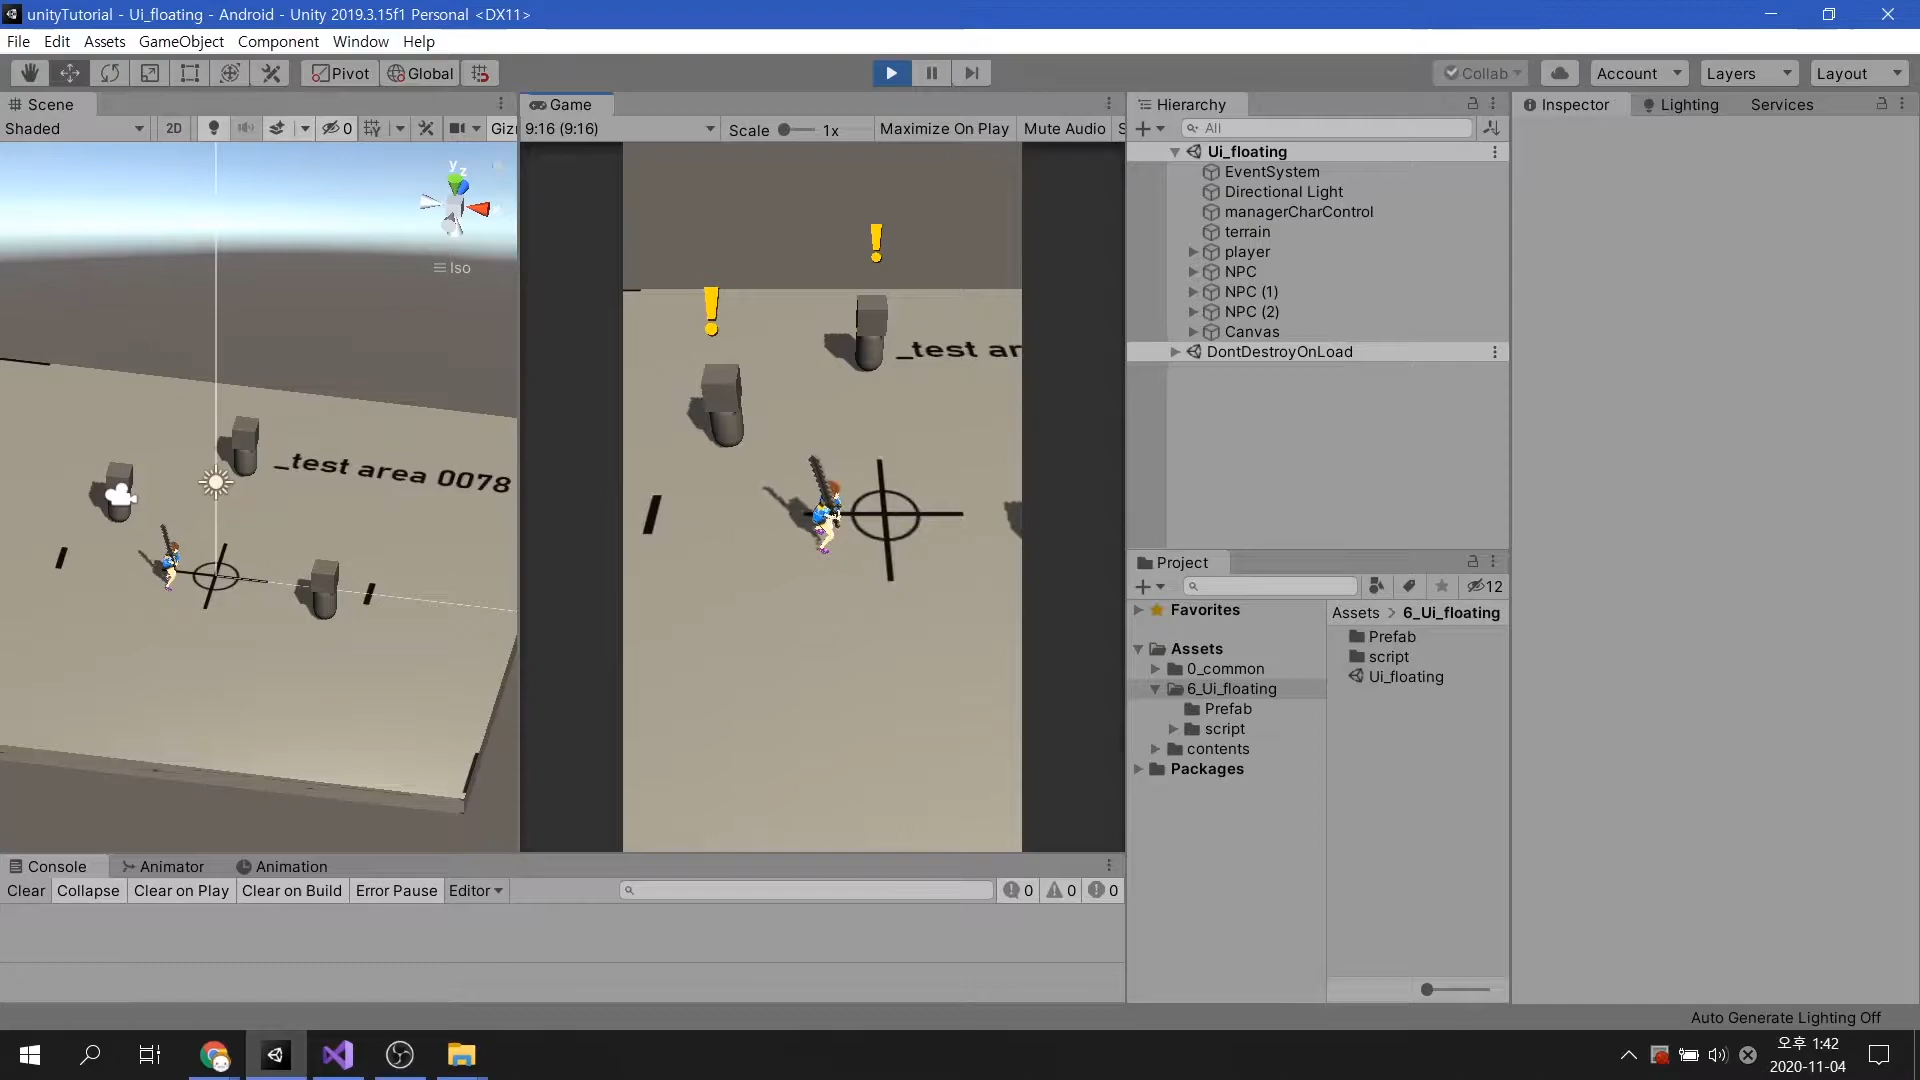 unityTutorial - Ui_floating - Android - Unity 2019.3.15f1 Personal <DX11>
File Edit Assets GameObject Component Window Help
Pivot Global Collab Account Layers Layout
Scene
Shaded 2D 0 Giz
y z
Iso
_test area 0078
Game
9:16 (9:16) Scale 1x Maximize On Play Mute Audio S
!
!
_test ar
Hierarchy
All
Ui_floating
EventSystem
Directional Light
managerCharControl
terrain
player
NPC
NPC (1)
NPC (2)
Canvas
DontDestroyOnLoad
Inspector Lighting Services
Project
12
Favorites
Assets
0_common
6_Ui_floating
Prefab
script
contents
Packages
Assets > 6_Ui_floating
Prefab
script
Ui_floating
Console Animator Animation
Clear Collapse Clear on Play Clear on Build Error Pause Editor 0 0 0
Auto Generate Lighting Off
오후 1:42
2020-11-04